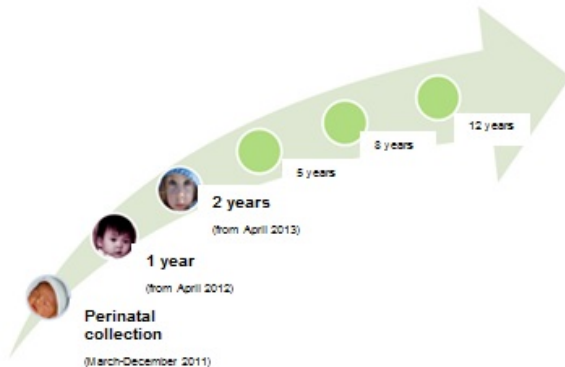 12 years
8 years
5 years
2 years
(from April 2013)
1 year
(from April 2012)
Perinatal
collection
(March-December 2011)